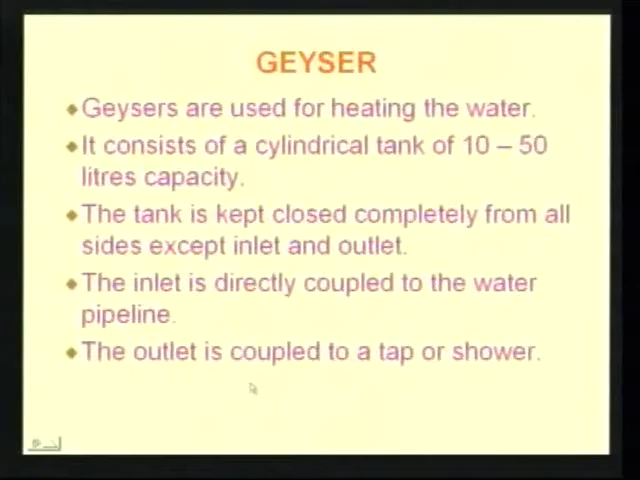 GEYSER
Geysers are used for heating the water.
It consists of a cylindrical tank of 10 – 50
litres capacity.
The tank is kept closed completely from all
sides except inlet and outlet.
The inlet is directly coupled to the water
pipeline.
The outlet is coupled to a tap or shower.